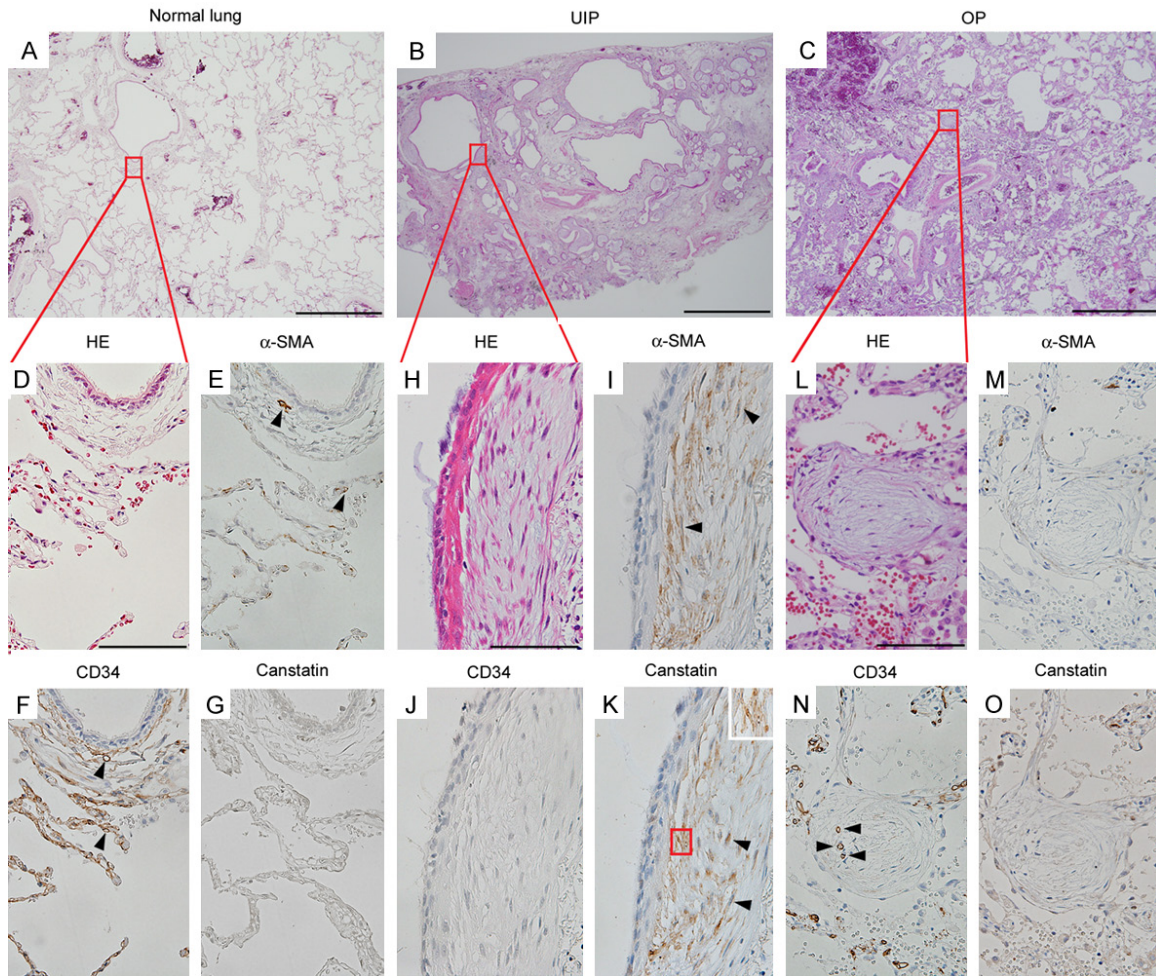 Normal lung
UIP
OP
A
B
C
HE
α-SMA
HE
α-SMA
HE
α-SMA
D
E
H
I
L
M
CD34
Canstatin
CD34
Canstatin
CD34
Canstatin
F
G
J
K
N
O